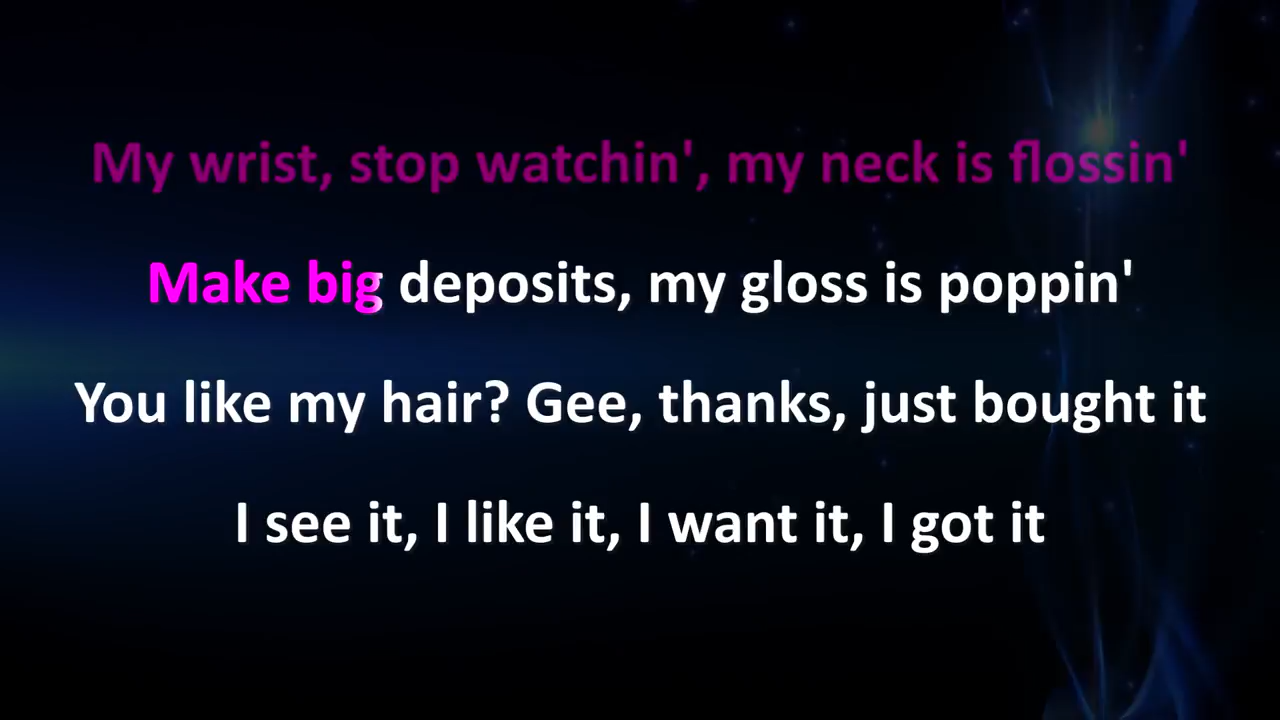 My wrist, stop watchin', my neck is flossin'
Make big deposits, my gloss is poppin'
You like my hair? Gee, thanks, just bought it
I see it, I like it, I want it, I got it